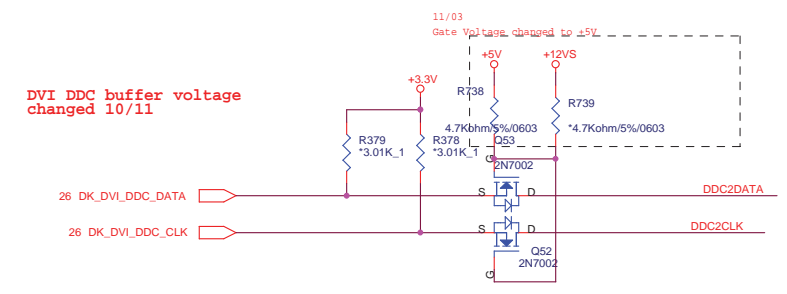 11/03
Gate Voltage changed to +5V
+5V
+12VS
+3.3V
DVI DDC buffer voltage
changed 10/11
R738
R739
4.7Kohm/5%/0603
*4.7Kohm/5%/0603
R379
*3.01K_1
R378
*3.01K_1
Q53
G
2N7002
26 DK_DVI_DDC_DATA
S
D
DDC2DATA
26 DK_DVI_DDC_CLK
S
D
DDC2CLK
Q52
2N7002
G